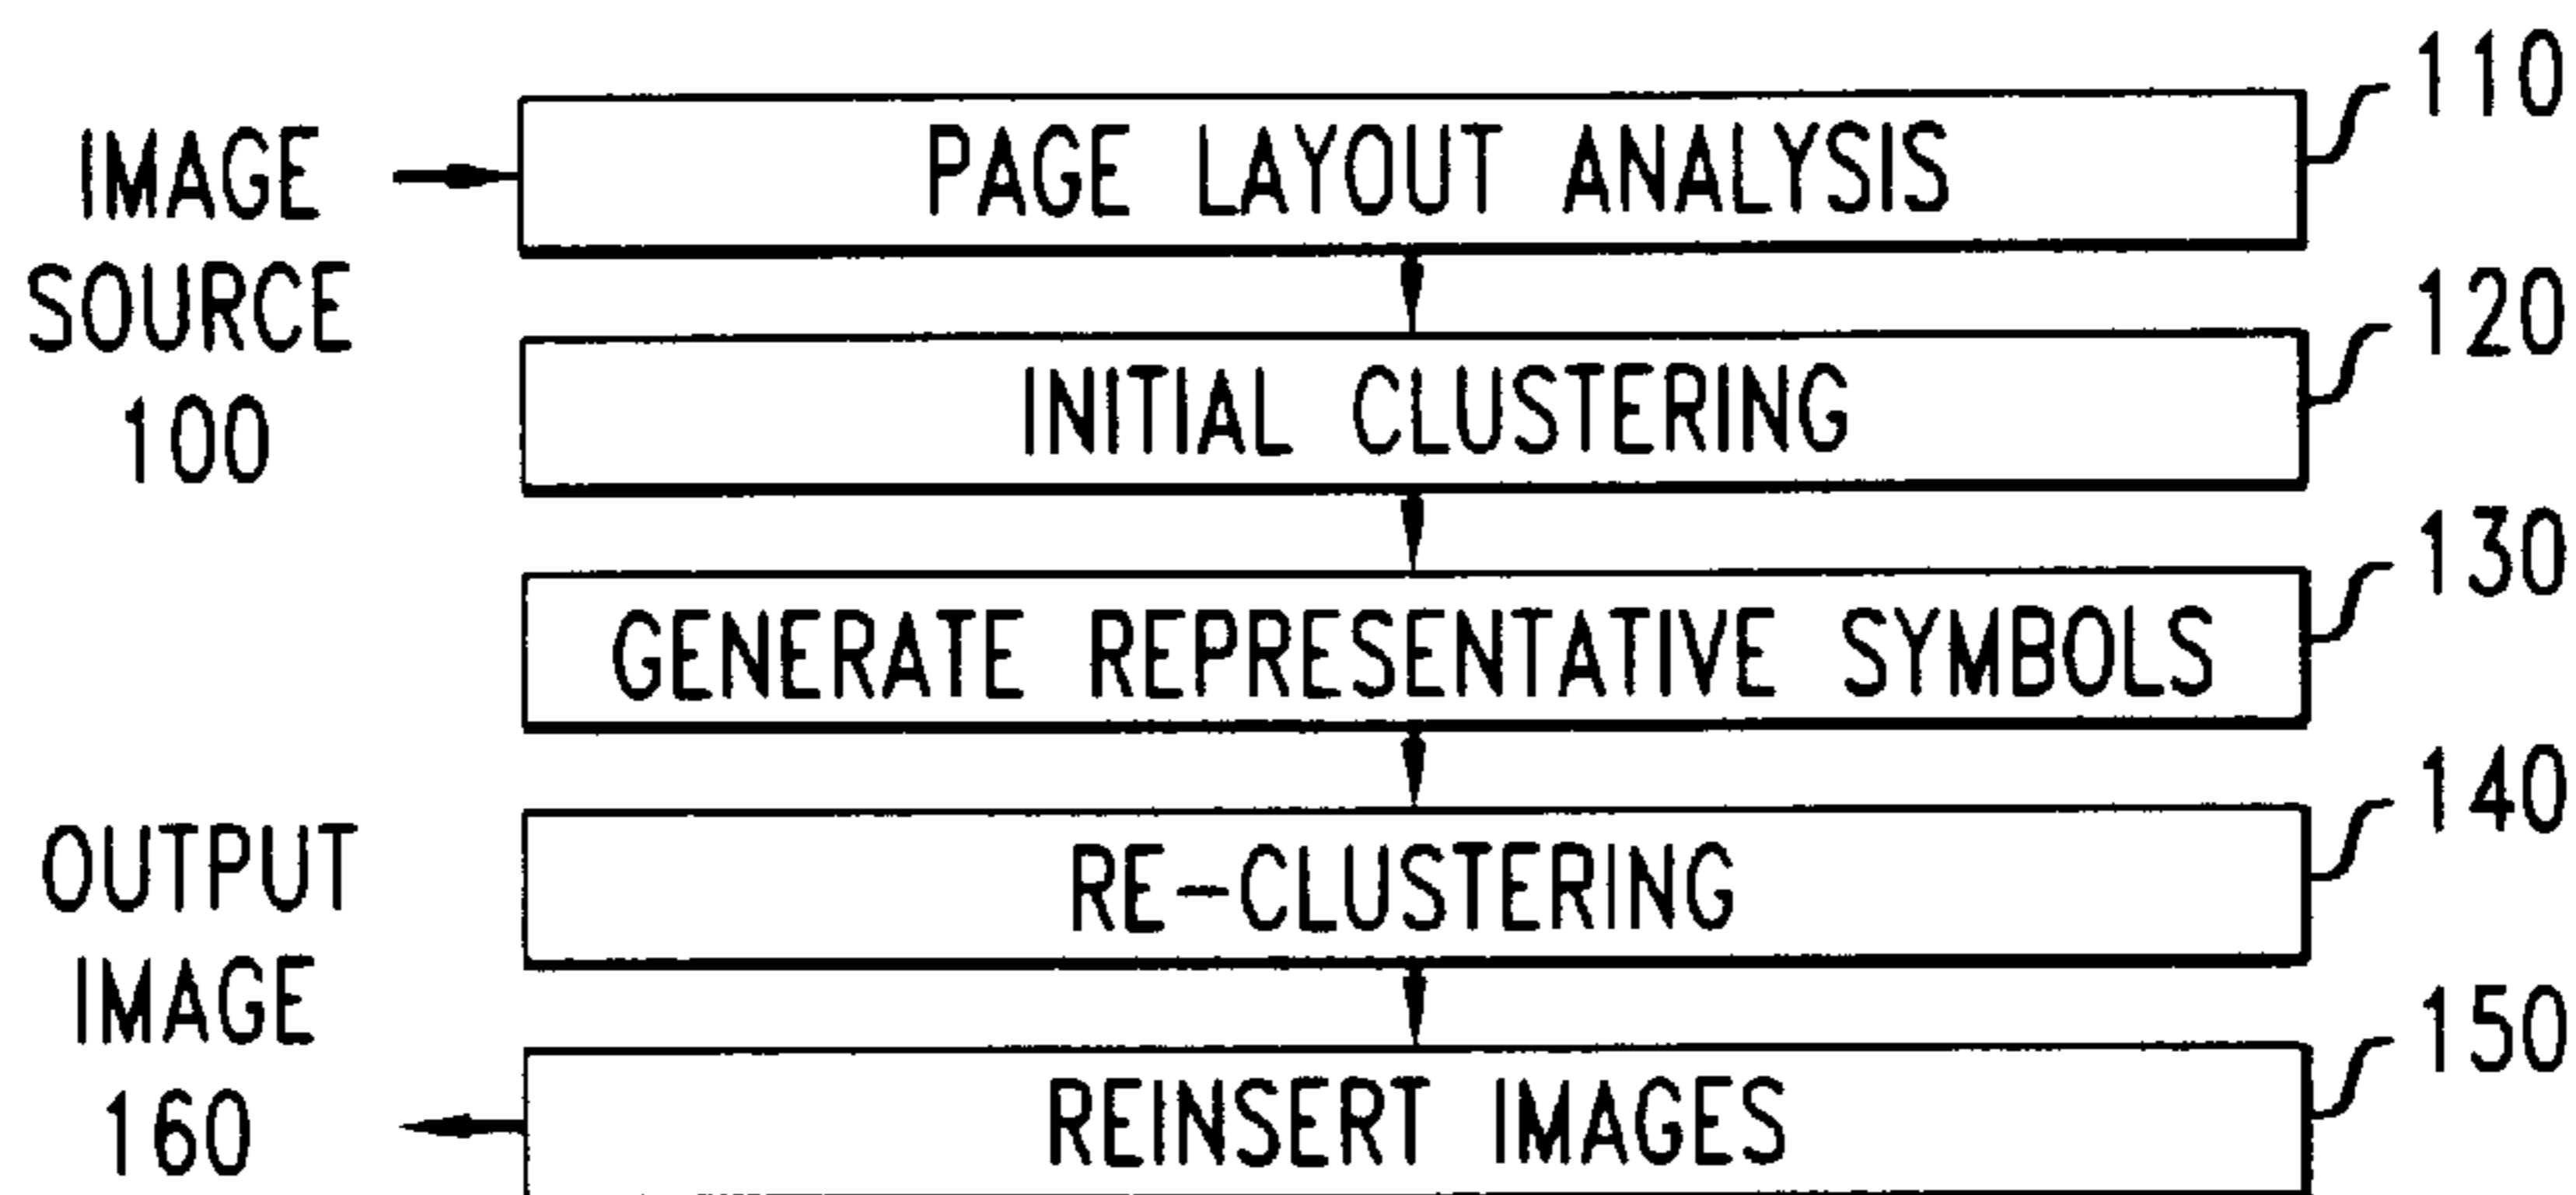 IMAGE
SOURCE
100
PAGE LAYOUT ANALYSIS
110
INITIAL CLUSTERING
120
GENERATE REPRESENTATIVE SYMBOLS
130
RE-CLUSTERING
140
REINSERT IMAGES
150
OUTPUT
IMAGE
160